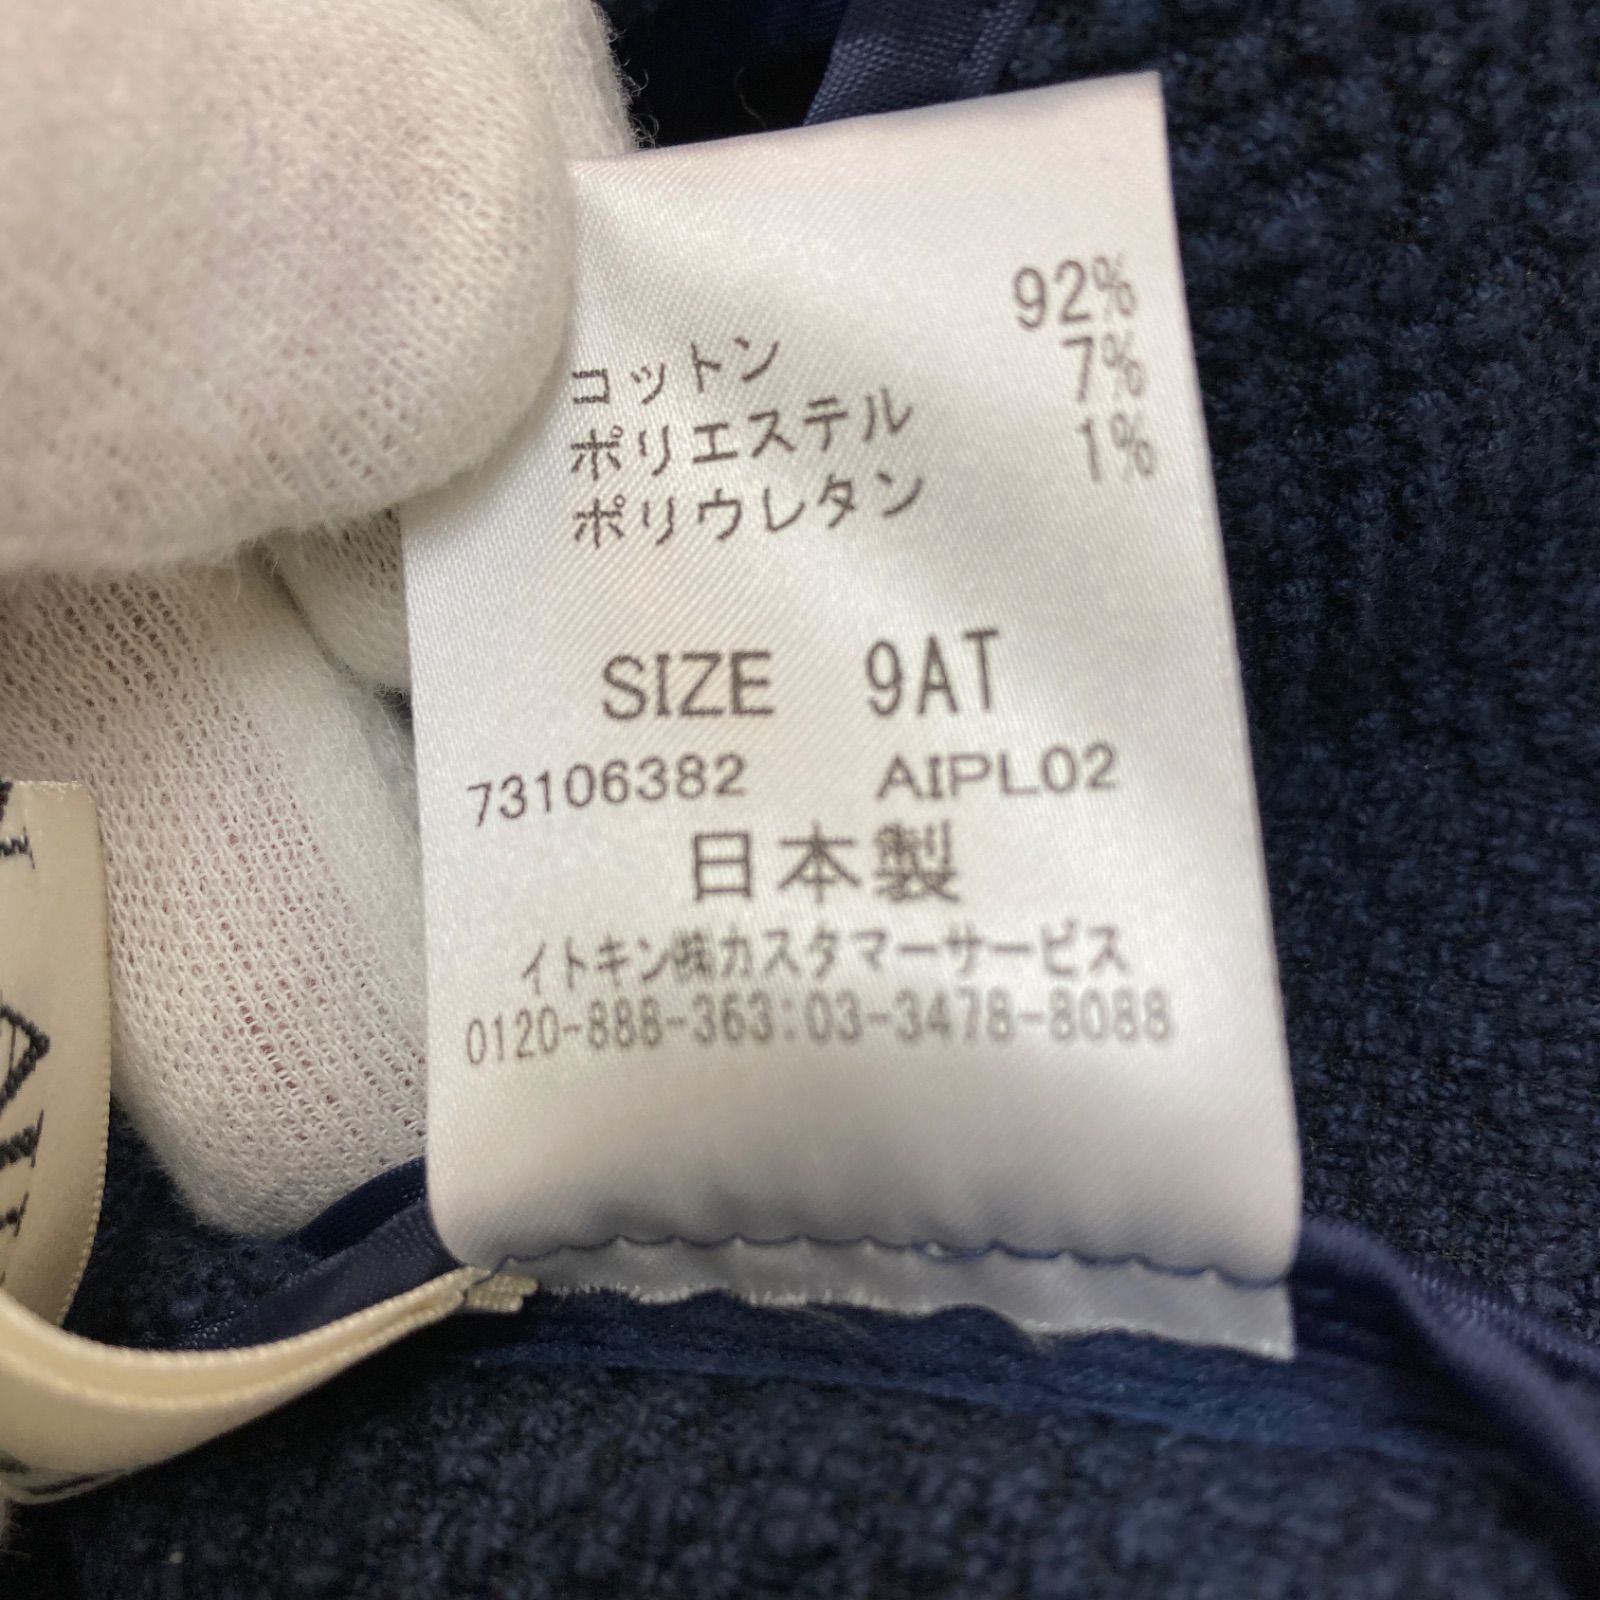 コットン 92%
ポリエステル 7%
ポリウレタン 1%
SIZE 9AT
73106382 AIPL02
日本製
イトキン㈱カスタマーサービス
0120-888-363:03-3478-8088